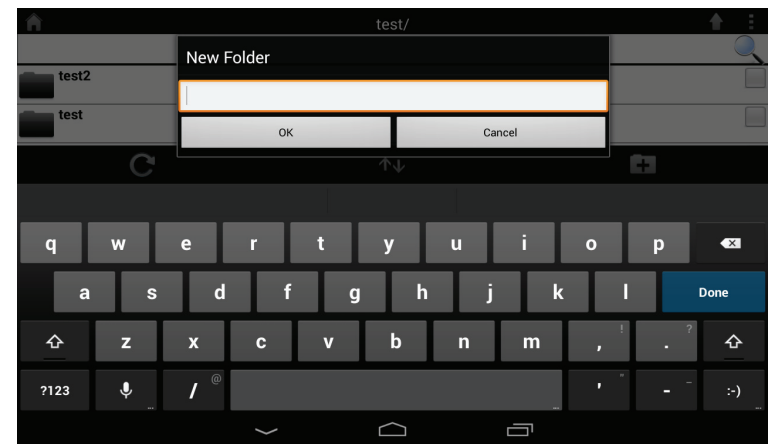 test/
New Folder
test2
test
OK Cancel
q w e r t y u i o p
a s d f g h j k l Done
z x c v b n m , ! . ?
?123 / @ ' " - _ :-)